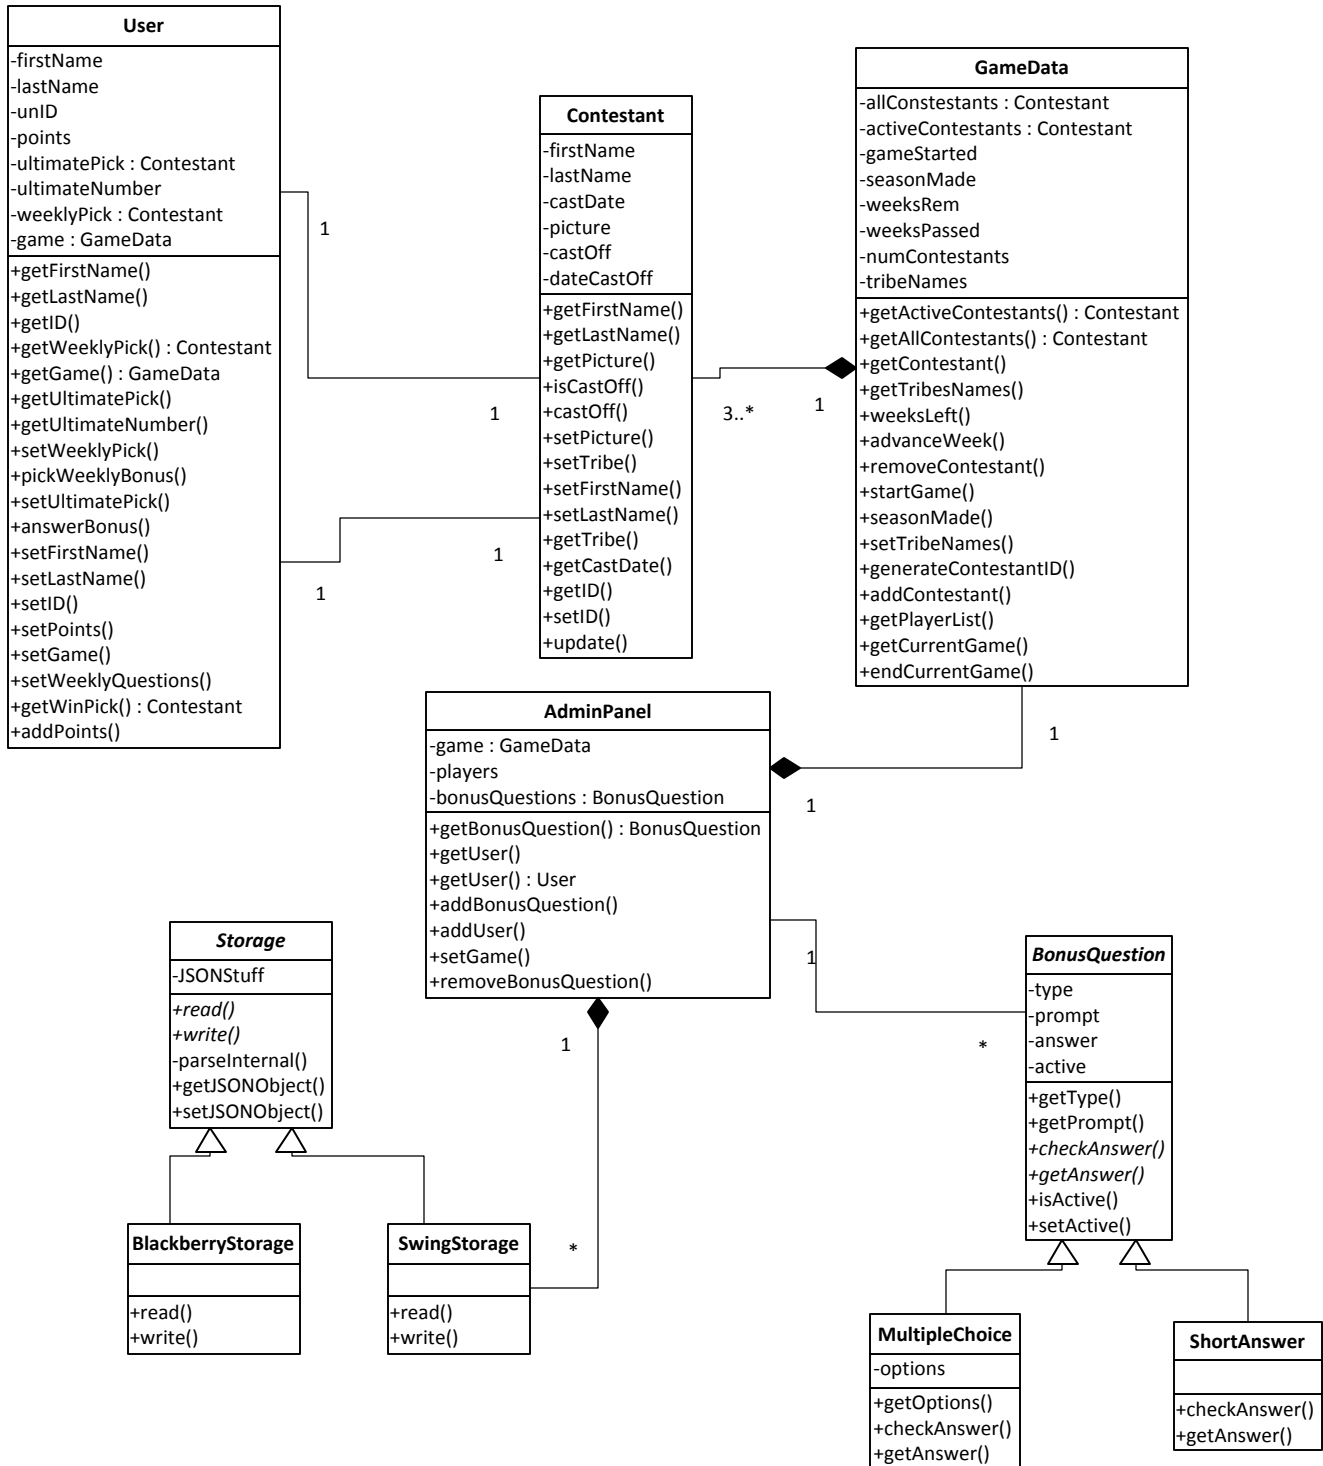 User
-firstName
-lastName
-unID
-points
-ultimatePick : Contestant
-ultimateNumber
-weeklyPick : Contestant
-game : GameData
+getFirstName()
+getLastName()
+getID()
+getWeeklyPick() : Contestant
+getGame() : GameData
+getUltimatePick()
+getUltimateNumber()
+setWeeklyPick()
+pickWeeklyBonus()
+setUltimatePick()
+answerBonus()
+setFirstName()
+setLastName()
+setID()
+setPoints()
+setGame()
+setWeeklyQuestions()
+getWinPick() : Contestant
+addPoints()
1
1
1
1
Contestant
-firstName
-lastName
-castDate
-picture
-castOff
-dateCastOff
+getFirstName()
+getLastName()
+getPicture()
+isCastOff()
+castOff()
+setPicture()
+setTribe()
+setFirstName()
+setLastName()
+getTribe()
+getCastDate()
+getID()
+setID()
+update()
3..*
1
GameData
-allConstestants : Contestant
-activeContestants : Contestant
-gameStarted
-seasonMade
-weeksRem
-weeksPassed
-numContestants
-tribeNames
+getActiveContestants() : Contestant
+getAllContestants() : Contestant
+getContestant()
+getTribesNames()
+weeksLeft()
+advanceWeek()
+removeContestant()
+startGame()
+seasonMade()
+setTribeNames()
+generateContestantID()
+addContestant()
+getPlayerList()
+getCurrentGame()
+endCurrentGame()
1
1
AdminPanel
-game : GameData
-players
-bonusQuestions : BonusQuestion
+getBonusQuestion() : BonusQuestion
+getUser()
+getUser() : User
+addBonusQuestion()
+addUser()
+setGame()
+removeBonusQuestion()
1
*
1
*
Storage
-JSONStuff
+read()
+write()
-parseInternal()
+getJSONObject()
+setJSONObject()
BlackberryStorage
+read()
+write()
SwingStorage
+read()
+write()
BonusQuestion
-type
-prompt
-answer
-active
+getType()
+getPrompt()
+checkAnswer()
+getAnswer()
+isActive()
+setActive()
MultipleChoice
-options
+getOptions()
+checkAnswer()
+getAnswer()
ShortAnswer
+checkAnswer()
+getAnswer()